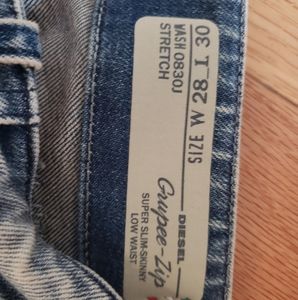 DIESEL
Grupee-Zip
SUPER SLIM-SKINNY
LOW WAIST
WASH 0830J
STRETCH
SIZE W 28 I 30